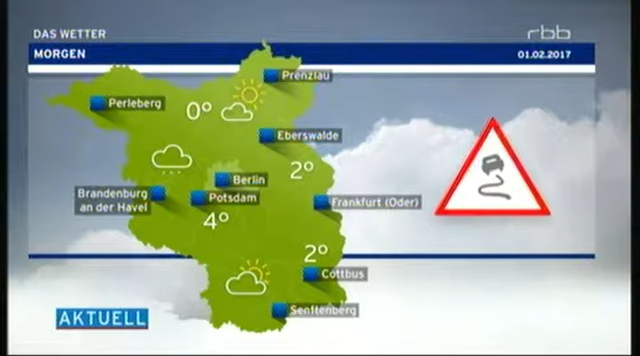 DAS WETTER
rbb
MORGEN
01.02.2017
Prenzlau
Perleberg
0°
Eberswalde
2°
Berlin
Brandenburg
an der Havel
Potsdam
Frankfurt (Oder)
4°
2°
Cottbus
Senftenberg
AKTUELL